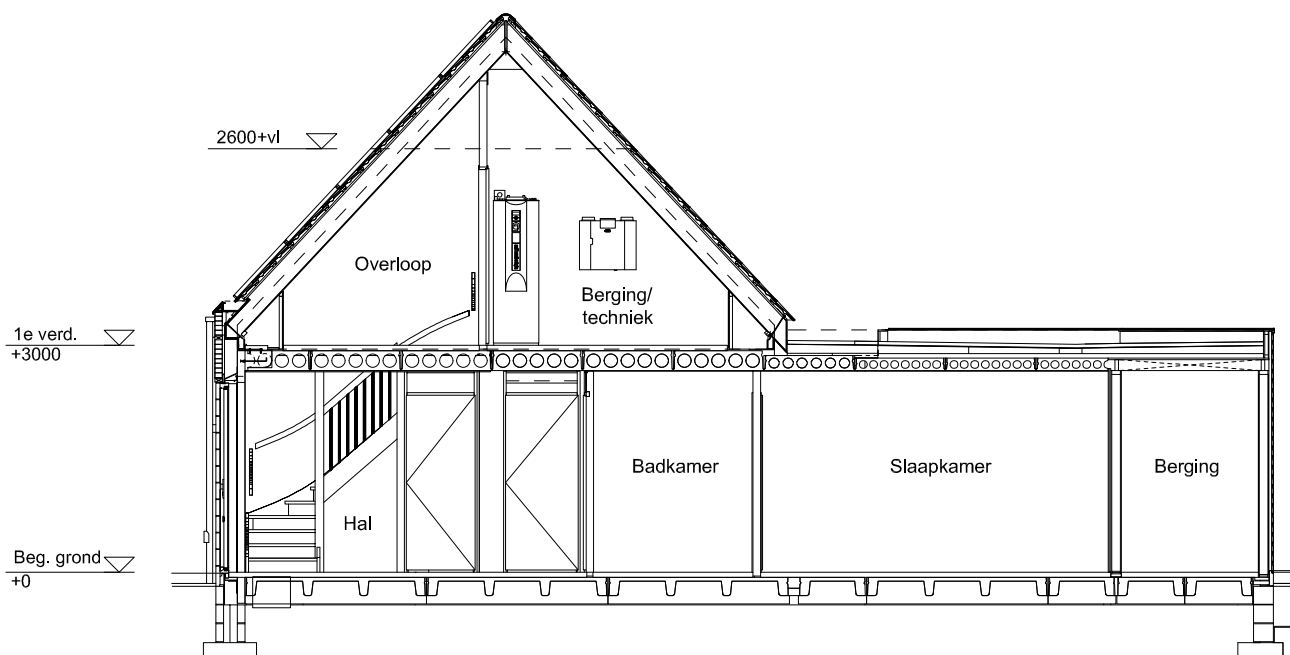 2600+vl
Overloop
Berging/
techniek
1e verd.
+3000
Badkamer
Slaapkamer
Berging
Hal
Beg. grond
+0